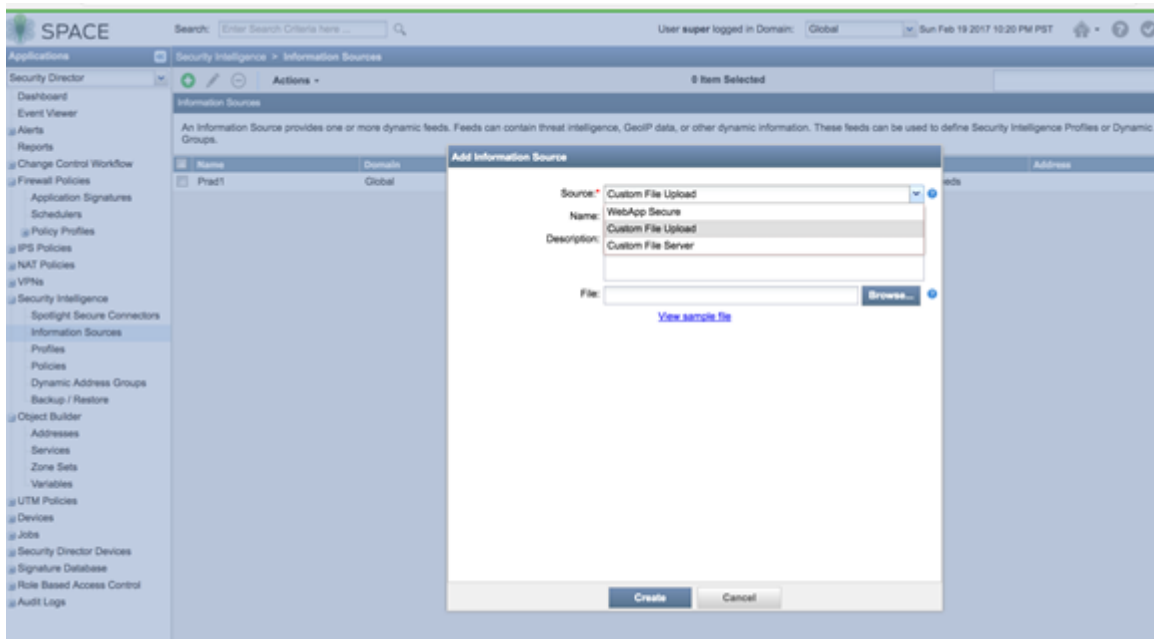 SPACE
Search: Enter Search Criteria here ...
User super logged in Domain: Global
Sun Feb 19 2017 10:20 PM PST
Applications
Security Intelligence > Information Sources
Security Director
Actions
0 Item Selected
Dashboard
Event Viewer
Alerts
Reports
Change Control Workflow
Firewall Policies
Application Signatures
Schedulers
Policy Profiles
IPS Policies
NAT Policies
VPNs
Security Intelligence
Spotlight Secure Connectors
Information Sources
Profiles
Policies
Dynamic Address Groups
Backup / Restore
Object Builder
Addresses
Services
Zone Sets
Variables
UTM Policies
Devices
Jobs
Security Director Devices
Signature Database
Role Based Access Control
Audit Logs
Information Sources
An Information Source provides one or more dynamic feeds. Feeds can contain threat intelligence, GeoIP data, or other dynamic information. These feeds can be used to define Security Intelligence Profiles or Dynamic
Groups.
Name Domain Address
Prad1 Global eeds
Add Information Source
Source:* Custom File Upload
WebApp Secure
Custom File Upload
Custom File Server
Name:
Description:
File: Browse...
View sample file
Create Cancel